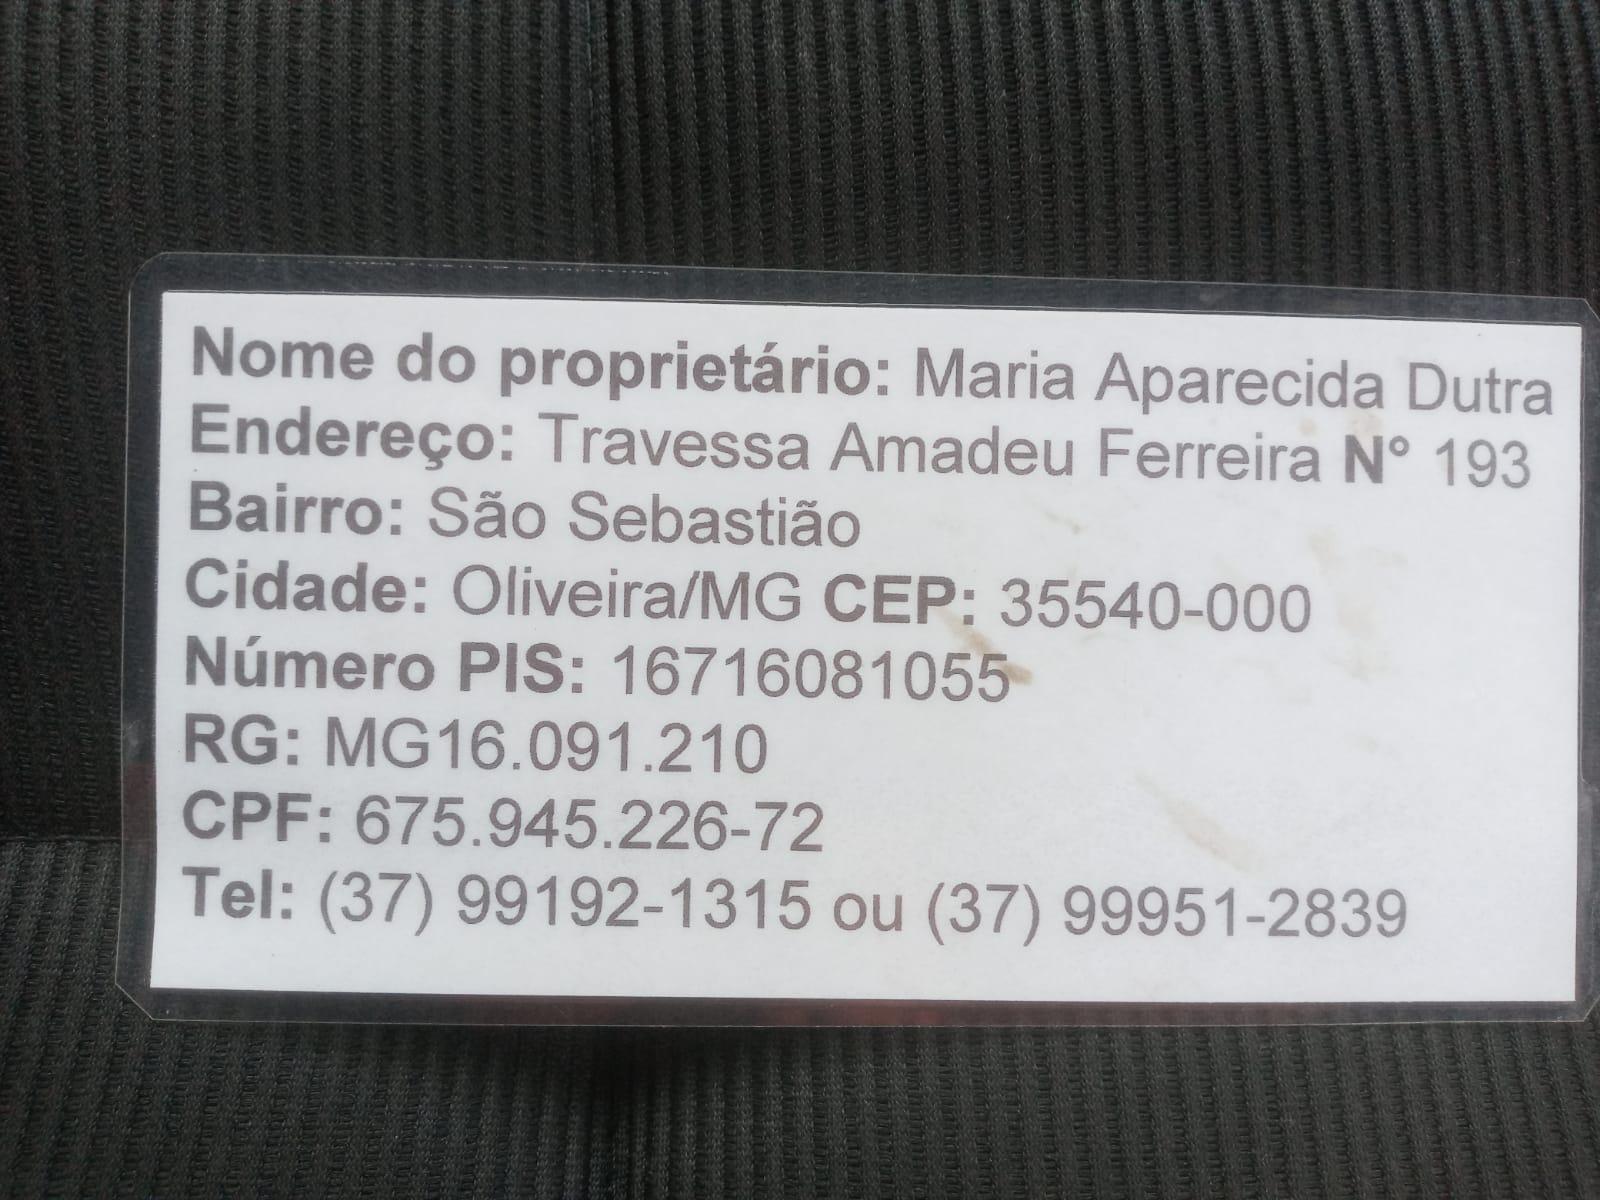 Nome do proprietário: Maria Aparecida Dutra
Endereço: Travessa Amadeu Ferreira N° 193
Bairro: São Sebastião
Cidade: Oliveira/MG CEP: 35540-000
Número PIS: 16716081055
RG: MG16.091.210
CPF: 675.945.226-72
Tel: (37) 99192-1315 ou (37) 99951-2839